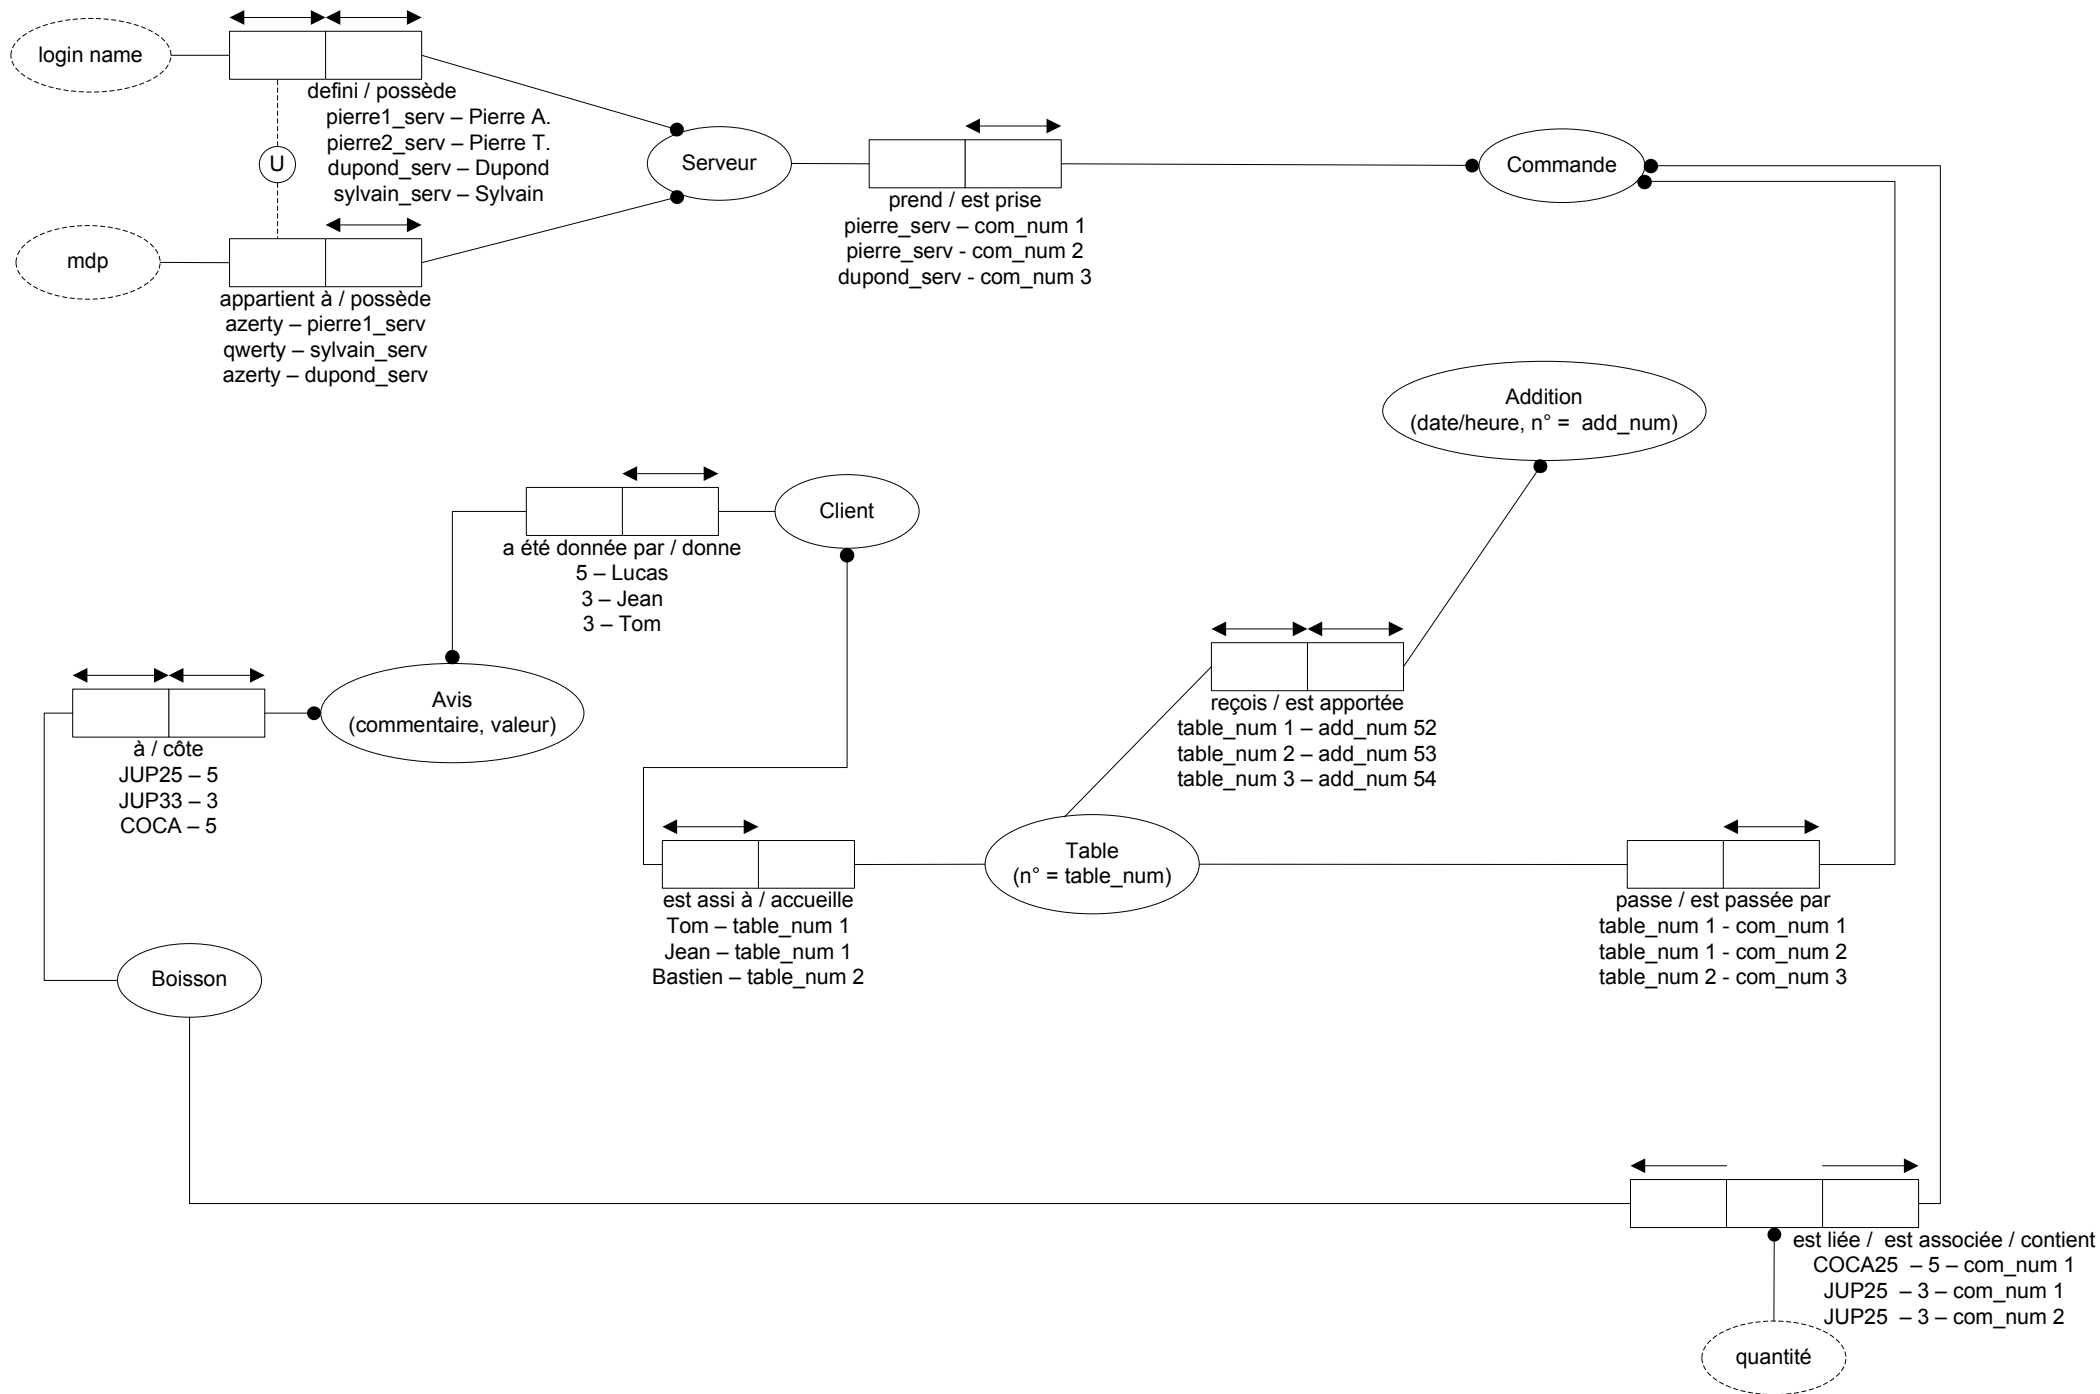 login name
defini / possède
pierre1_serv – Pierre A.
pierre2_serv – Pierre T.
dupond_serv – Dupond
sylvain_serv – Sylvain
U
mdp
appartient à / possède
azerty – pierre1_serv
qwerty – sylvain_serv
azerty – dupond_serv
Serveur
prend / est prise
pierre_serv – com_num 1
pierre_serv - com_num 2
dupond_serv - com_num 3
Commande
Addition
(date/heure, n° =  add_num)
Client
a été donnée par / donne
5 – Lucas
3 – Jean
3 – Tom
Avis
(commentaire, valeur)
à / côte
JUP25 – 5
JUP33 – 3
COCA – 5
reçois / est apportée
table_num 1 – add_num 52
table_num 2 – add_num 53
table_num 3 – add_num 54
Table
(n° = table_num)
est assi à / accueille
Tom – table_num 1
Jean – table_num 1
Bastien – table_num 2
passe / est passée par
table_num 1 - com_num 1
table_num 1 - com_num 2
table_num 2 - com_num 3
Boisson
est liée /  est associée / contient
COCA25  – 5 – com_num 1
JUP25  – 3 – com_num 1
JUP25  – 3 – com_num 2
quantité